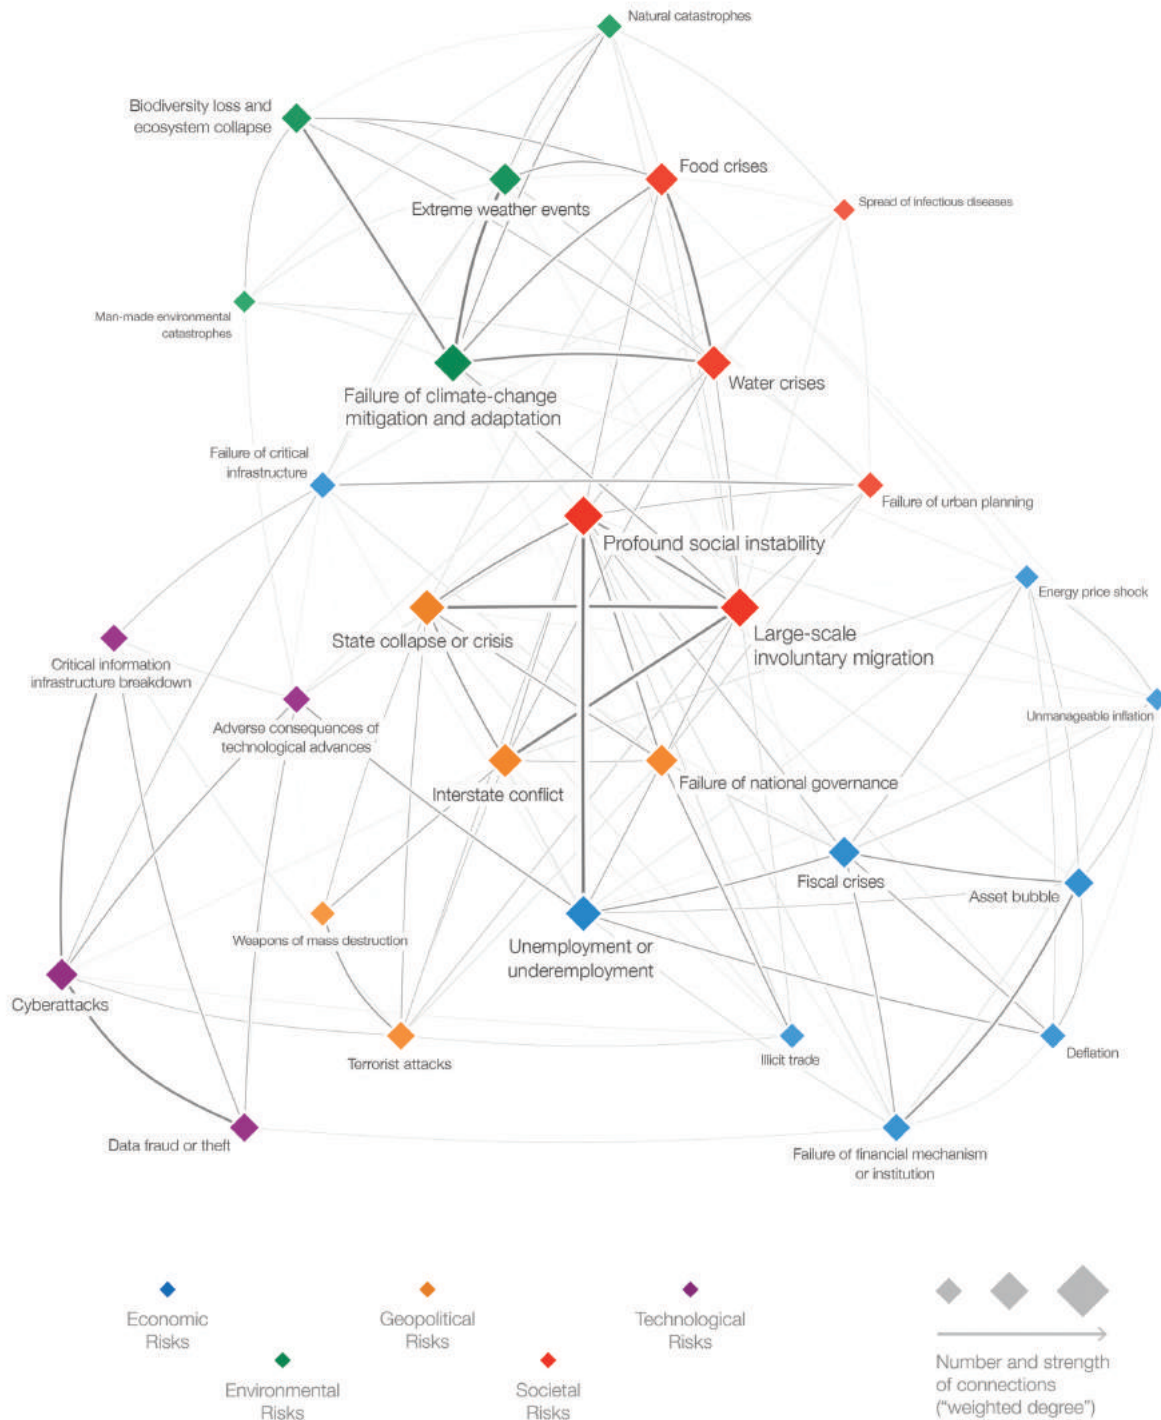 Natural catastrophes
Biodiversity loss and
ecosystem collapse
Food crises
Extreme weather events
Spread of infectious diseases
Man-made environmental
catastrophes
Water crises
Failure of climate-change
mitigation and adaptation
Failure of critical
infrastructure
Failure of urban planning
Profound social instability
Energy price shock
State collapse or crisis
Large-scale
involuntary migration
Critical information
infrastructure breakdown
Unmanageable inflation
Adverse consequences of
technological advances
Interstate conflict
Failure of national governance
Fiscal crises
Asset bubble
Weapons of mass destruction
Unemployment or
underemployment
Cyberattacks
Terrorist attacks
Illicit trade
Deflation
Data fraud or theft
Failure of financial mechanism
or institution
Economic
Risks
Geopolitical
Risks
Technological
Risks
Environmental
Risks
Societal
Risks
Number and strength
of connections
("weighted degree")